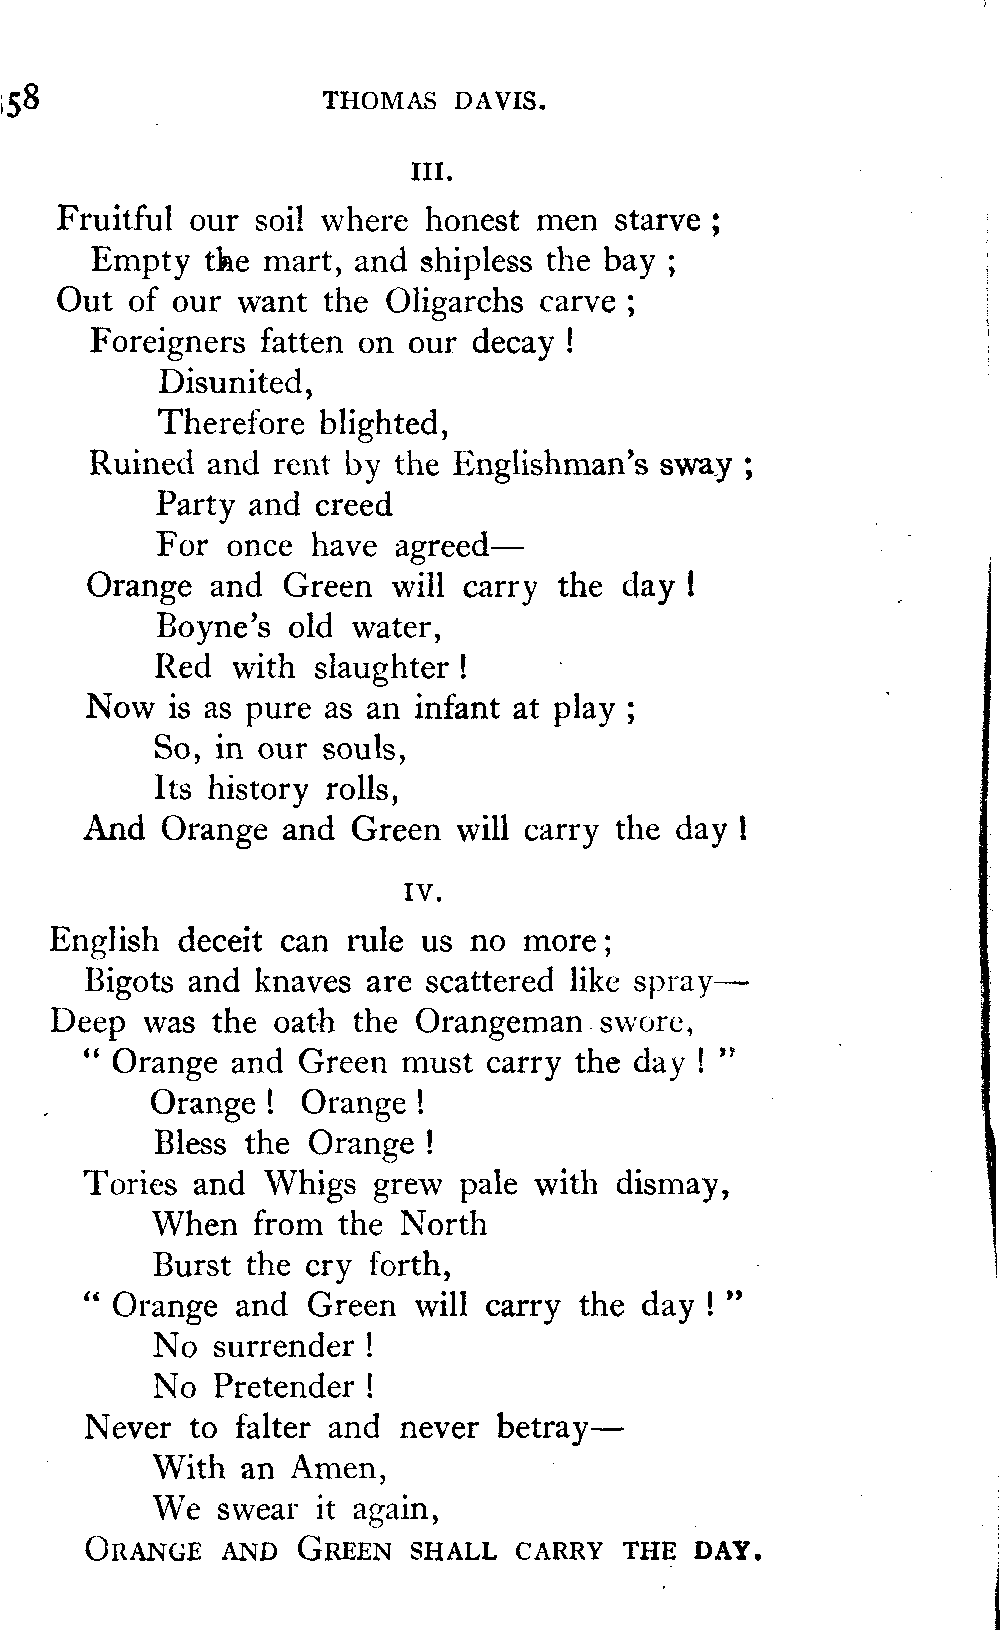 158 THOMAS DAVIS.
III.
Fruitful our soil where honest men starve ;
Empty the mart, and shipless the bay ;
Out of our want the Oligarchs carve ;
Foreigners fatten on our decay !
Disunited,
Therefore blighted,
Ruined and rent by the Englishman's sway ;
Party and creed
For once have agreed—
Orange and Green will carry the day !
Boyne's old water,
Red with slaughter !
Now is as pure as an infant at play ;
So, in our souls,
Its history rolls,
And Orange and Green will carry the day !
IV.
English deceit can rule us no more ;
Bigots and knaves are scattered like spray—
Deep was the oath the Orangeman swore,
“ Orange and Green must carry the day ! ”
Orange ! Orange !
Bless the Orange !
Tories and Whigs grew pale with dismay,
When from the North
Burst the cry forth,
“ Orange and Green will carry the day ! ”
No surrender !
No Pretender !
Never to falter and never betray—
With an Amen,
We swear it again,
ORANGE AND GREEN SHALL CARRY THE DAY.